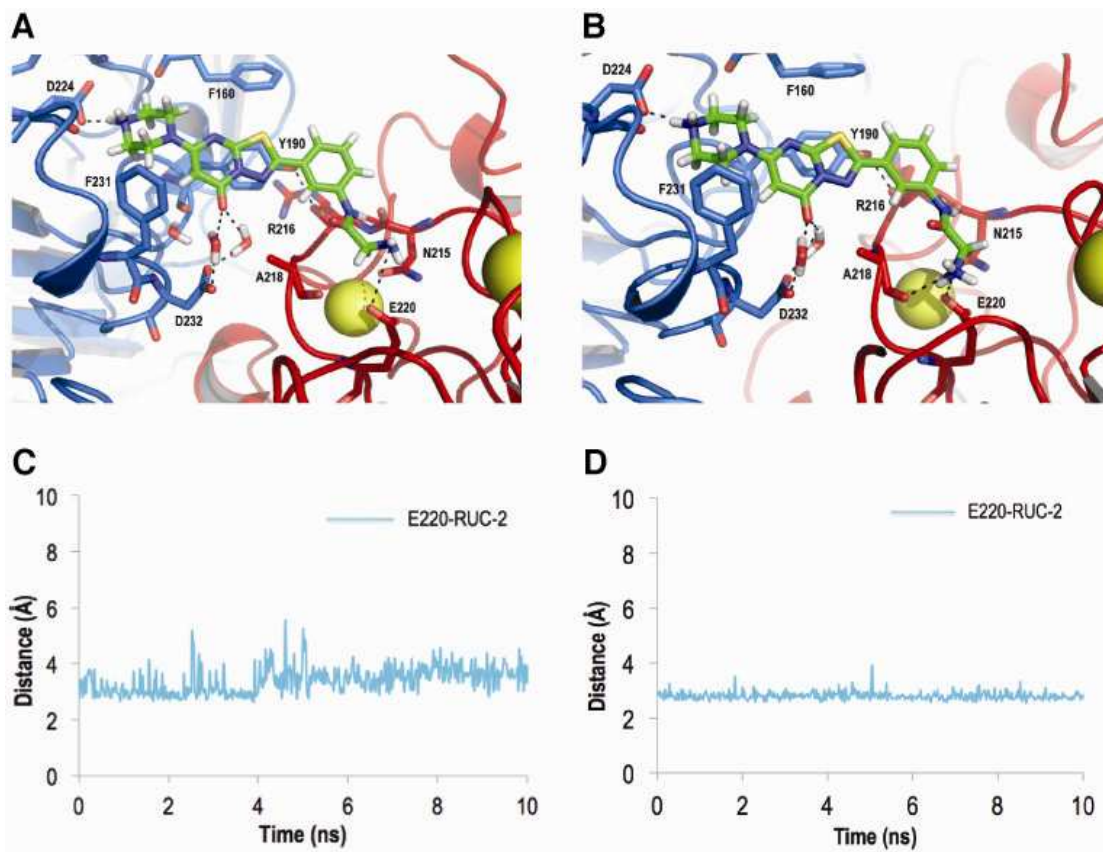 A
D224
F160
Y190
F231
R216
N215
A218
E220
D232
B
D224
F160
Y190
F231
R216
N215
A218
E220
D232
C
E220-RUC-2
10
8
6
4
2
0
Distance (Å)
0 2 4 6 8 10
Time (ns)
D
E220-RUC-2
10
8
6
4
2
0
Distance (Å)
0 2 4 6 8 10
Time (ns)